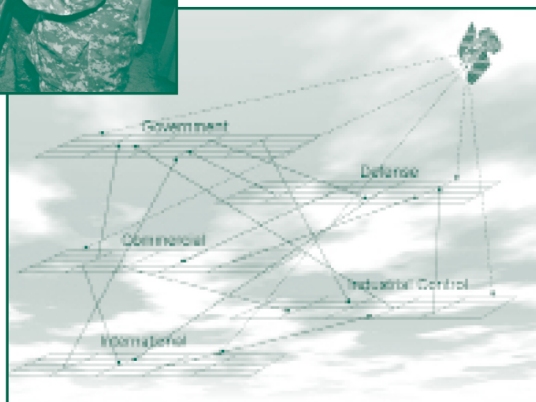 Government
Defense
Commercial
Industrial Control
International